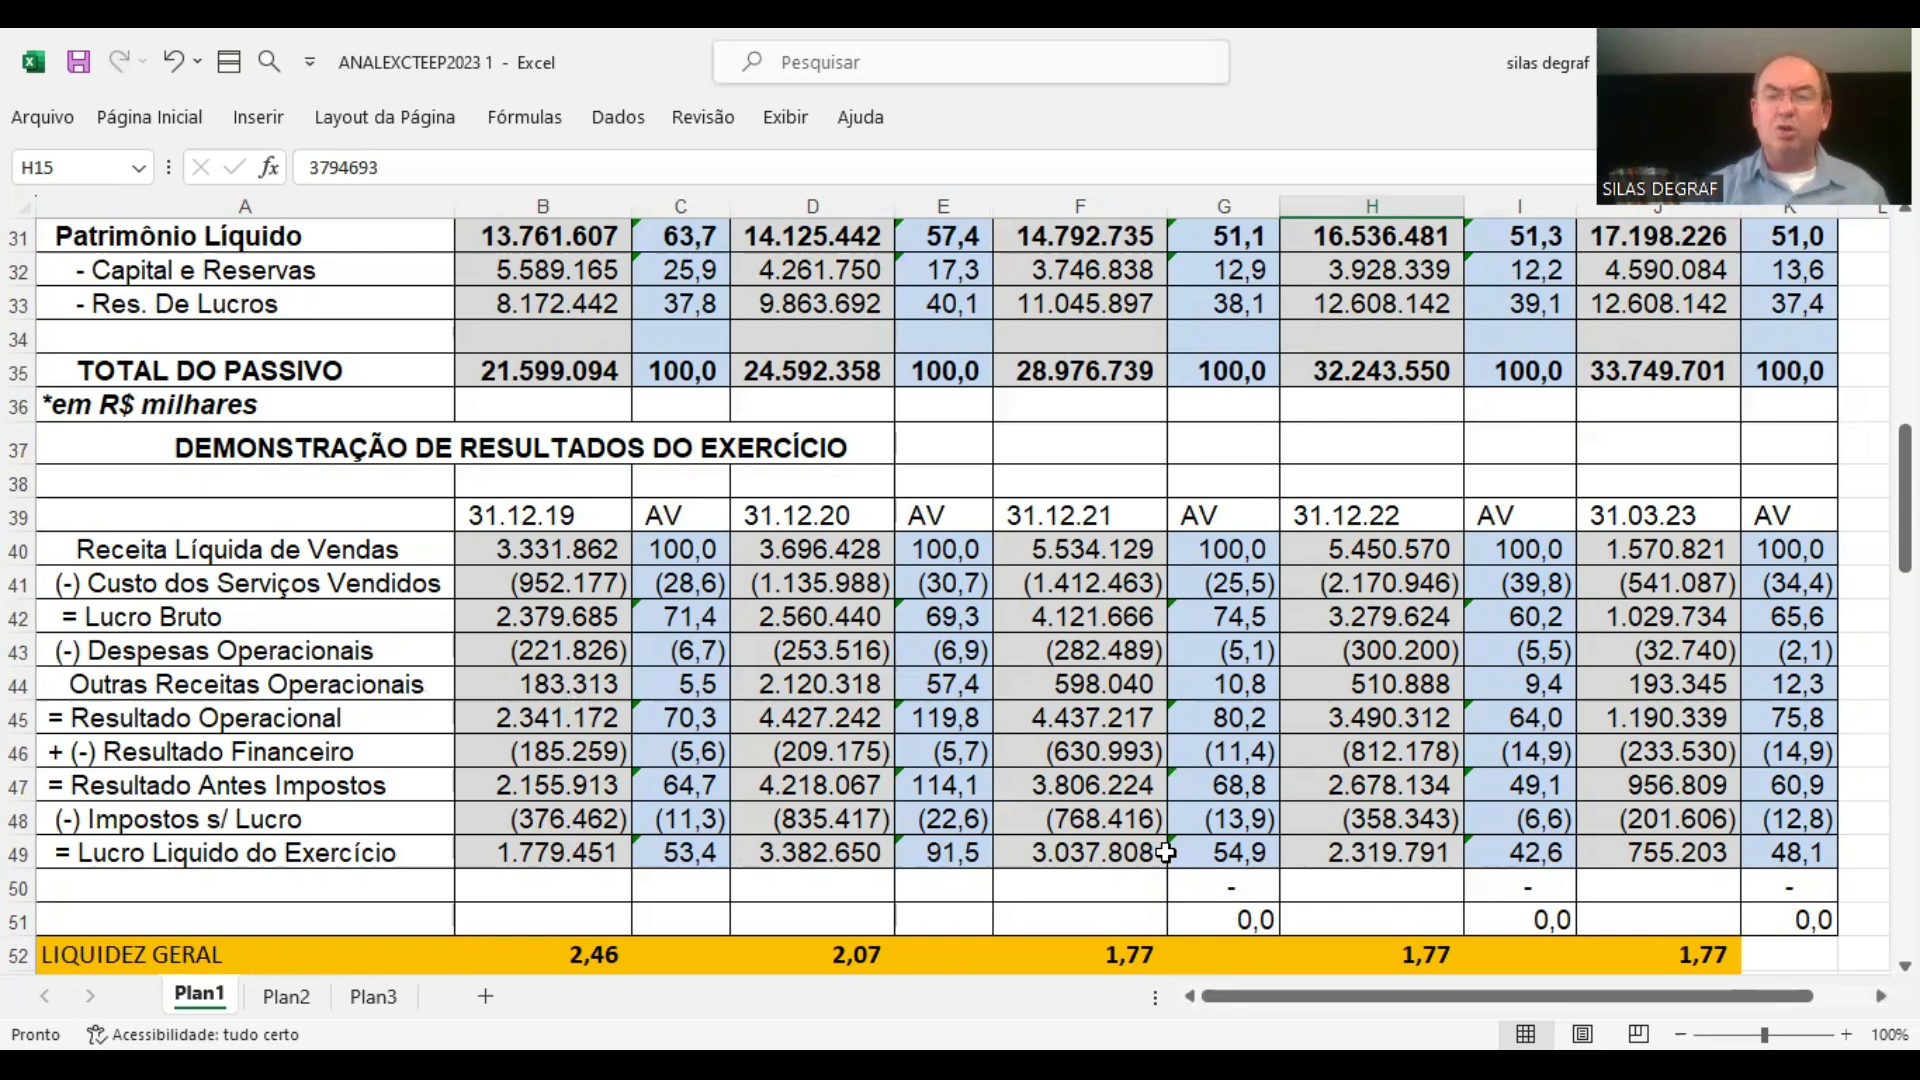 ANALEXCTEEP2023 1 - Excel
Pesquisar
silas degraf
Arquivo Página Inicial Inserir Layout da Página Fórmulas Dados Revisão Exibir Ajuda
H15 fx 3794693
SILAS DEGRAF
A B C D E F G H I J K L
31 Patrimônio Líquido 13.761.607 63,7 14.125.442 57,4 14.792.735 51,1 16.536.481 51,3 17.198.226 51,0
32 - Capital e Reservas 5.589.165 25,9 4.261.750 17,3 3.746.838 12,9 3.928.339 12,2 4.590.084 13,6
33 - Res. De Lucros 8.172.442 37,8 9.863.692 40,1 11.045.897 38,1 12.608.142 39,1 12.608.142 37,4
34
35 TOTAL DO PASSIVO 21.599.094 100,0 24.592.358 100,0 28.976.739 100,0 32.243.550 100,0 33.749.701 100,0
36 *em R$ milhares
37 DEMONSTRAÇÃO DE RESULTADOS DO EXERCÍCIO
38
39 31.12.19 AV 31.12.20 AV 31.12.21 AV 31.12.22 AV 31.03.23 AV
40 Receita Líquida de Vendas 3.331.862 100,0 3.696.428 100,0 5.534.129 100,0 5.450.570 100,0 1.570.821 100,0
41 (-) Custo dos Serviços Vendidos (952.177) (28,6) (1.135.988) (30,7) (1.412.463) (25,5) (2.170.946) (39,8) (541.087) (34,4)
42 = Lucro Bruto 2.379.685 71,4 2.560.440 69,3 4.121.666 74,5 3.279.624 60,2 1.029.734 65,6
43 (-) Despesas Operacionais (221.826) (6,7) (253.516) (6,9) (282.489) (5,1) (300.200) (5,5) (32.740) (2,1)
44 Outras Receitas Operacionais 183.313 5,5 2.120.318 57,4 598.040 10,8 510.888 9,4 193.345 12,3
45 = Resultado Operacional 2.341.172 70,3 4.427.242 119,8 4.437.217 80,2 3.490.312 64,0 1.190.339 75,8
46 + (-) Resultado Financeiro (185.259) (5,6) (209.175) (5,7) (630.993) (11,4) (812.178) (14,9) (233.530) (14,9)
47 = Resultado Antes Impostos 2.155.913 64,7 4.218.067 114,1 3.806.224 68,8 2.678.134 49,1 956.809 60,9
48 (-) Impostos s/ Lucro (376.462) (11,3) (835.417) (22,6) (768.416) (13,9) (358.343) (6,6) (201.606) (12,8)
49 = Lucro Liquido do Exercício 1.779.451 53,4 3.382.650 91,5 3.037.808 54,9 2.319.791 42,6 755.203 48,1
50 - - -
51 0,0 0,0 0,0
52 LIQUIDEZ GERAL 2,46 2,07 1,77 1,77 1,77
Plan1 Plan2 Plan3
Pronto Acessibilidade: tudo certo 100%